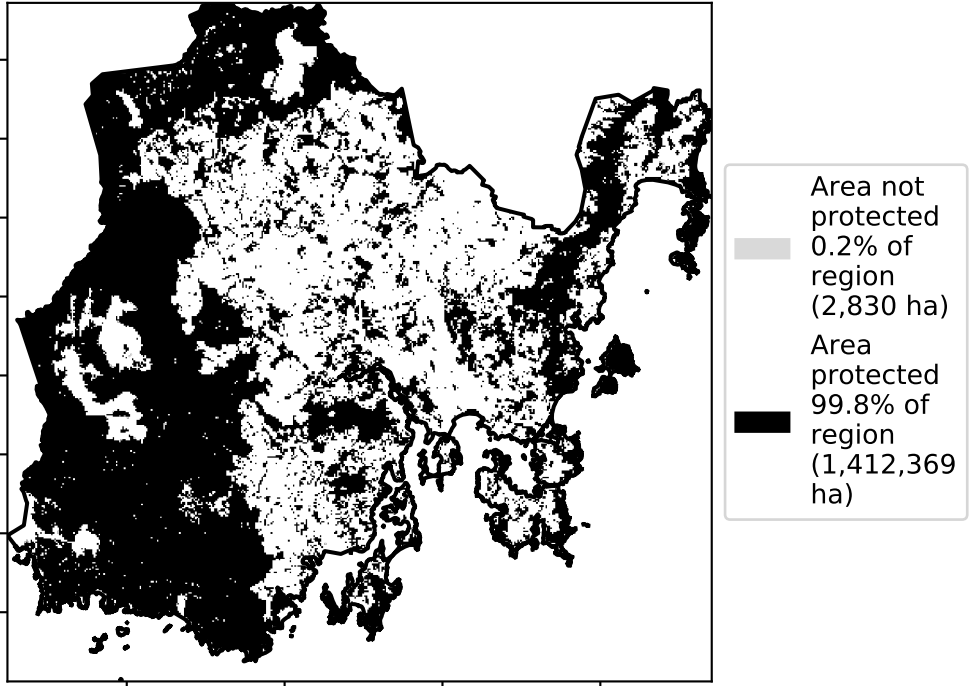 Area not
protected
0.2% of
region
(2,830 ha)
Area
protected
99.8% of
region
(1,412,369
ha)